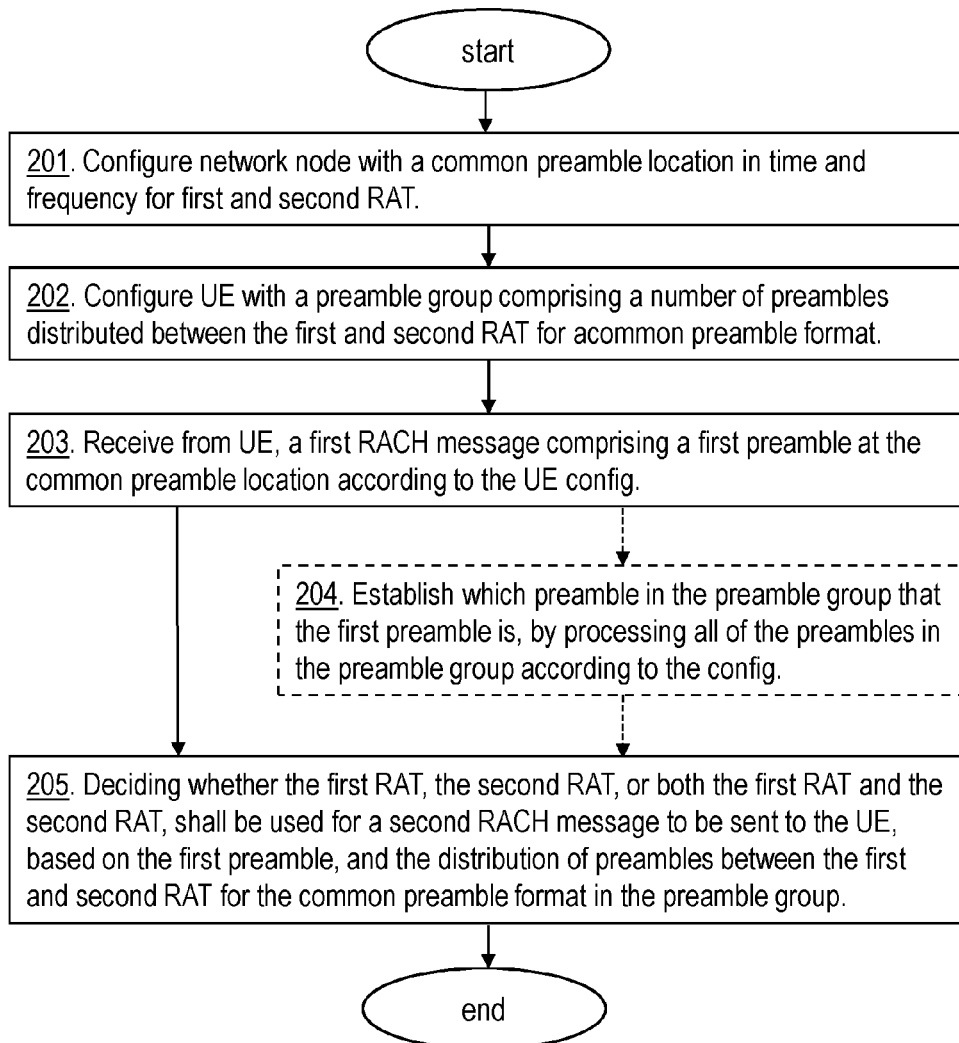 start
201. Configure network node with a common preamble location in time and
frequency for first and second RAT.
202. Configure UE with a preamble group comprising a number of preambles
distributed between the first and second RAT for acommon preamble format.
203. Receive from UE, a first RACH message comprising a first preamble at the
common preamble location according to the UE config.
204. Establish which preamble in the preamble group that
the first preamble is, by processing all of the preambles in
the preamble group according to the config.
205. Deciding whether the first RAT, the second RAT, or both the first RAT and the
second RAT, shall be used for a second RACH message to be sent to the UE,
based on the first preamble, and the distribution of preambles between the first
and second RAT for the common preamble format in the preamble group.
end